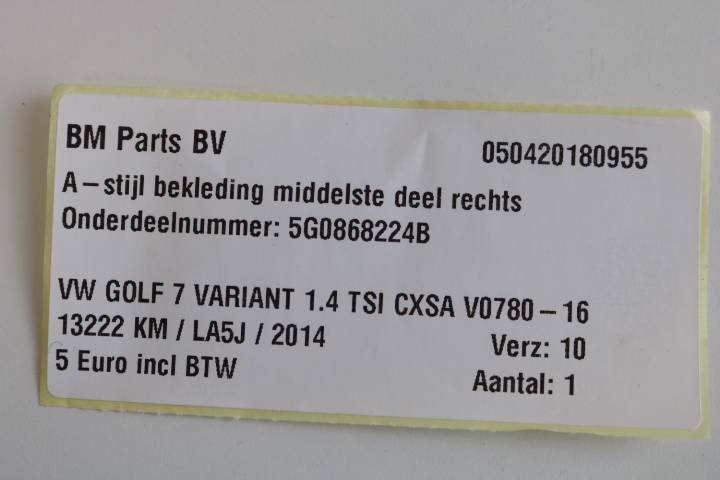 BM Parts BV 050420180955
A-stijl bekleding middelste deel rechts
Onderdeelnummer: 5G0868224B
VW GOLF 7 VARIANT 1.4 TSI CXSA V0780-16
13222 KM / LA5J / 2014 Verz: 10
5 Euro incl BTW Aantal: 1